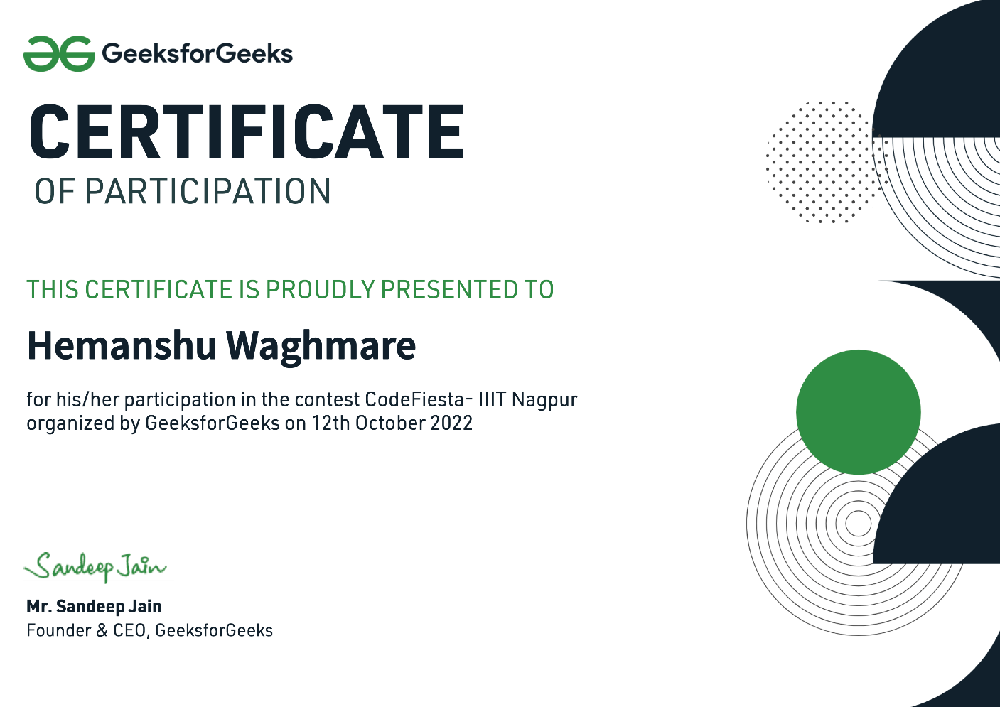 GeeksforGeeks
CERTIFICATE
OF PARTICIPATION
THIS CERTIFICATE IS PROUDLY PRESENTED TO
Hemanshu Waghmare
for his/her participation in the contest CodeFiesta- IIIT Nagpur
organized by GeeksforGeeks on 12th October 2022
Sandeep Jain
Mr. Sandeep Jain
Founder & CEO, GeeksforGeeks